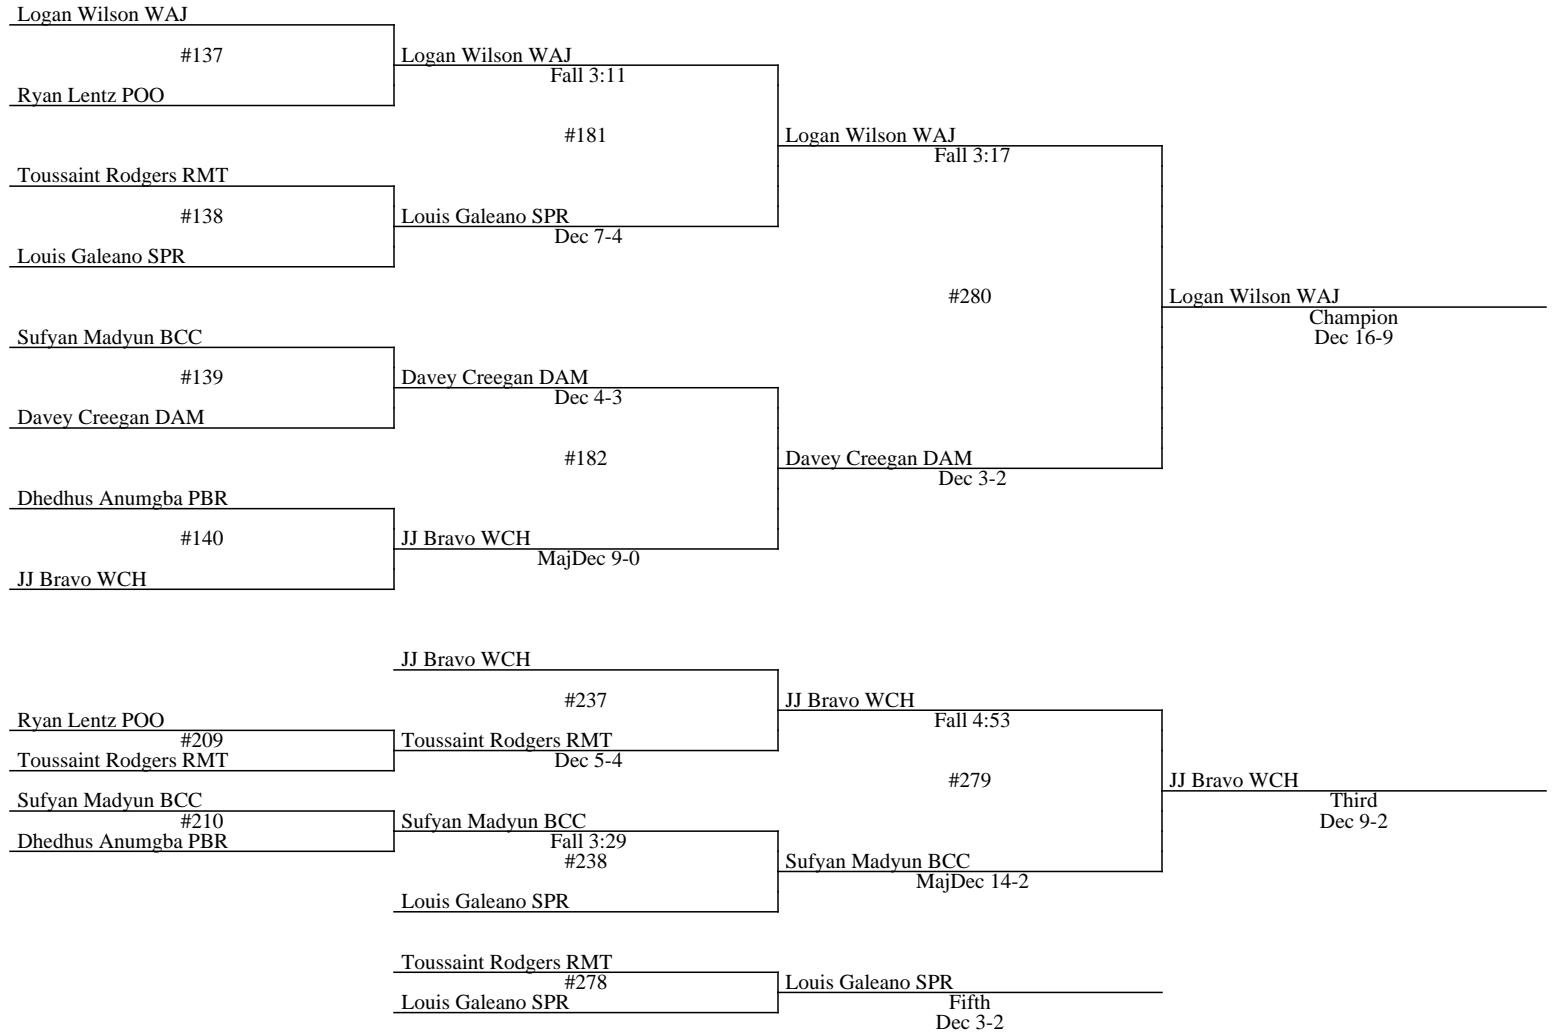 Logan Wilson WAJ
#137
Ryan Lentz POO
Logan Wilson WAJ
Fall 3:11
#181
Toussaint Rodgers RMT
#138
Louis Galeano SPR
Louis Galeano SPR
Dec 7-4
Logan Wilson WAJ
Fall 3:17
#280
Sufyan Madyun BCC
#139
Davey Creegan DAM
Davey Creegan DAM
Dec 4-3
#182
Dhedhus Anumgba PBR
#140
JJ Bravo WCH
JJ Bravo WCH
MajDec 9-0
Davey Creegan DAM
Dec 3-2
Logan Wilson WAJ
Champion
Dec 16-9
JJ Bravo WCH
#237
Ryan Lentz POO
#209
Toussaint Rodgers RMT
Toussaint Rodgers RMT
Dec 5-4
JJ Bravo WCH
Fall 4:53
#279
Sufyan Madyun BCC
#210
Dhedhus Anumgba PBR
Sufyan Madyun BCC
Fall 3:29
#238
Louis Galeano SPR
Sufyan Madyun BCC
MajDec 14-2
JJ Bravo WCH
Third
Dec 9-2
Toussaint Rodgers RMT
#278
Louis Galeano SPR
Louis Galeano SPR
Fifth
Dec 3-2